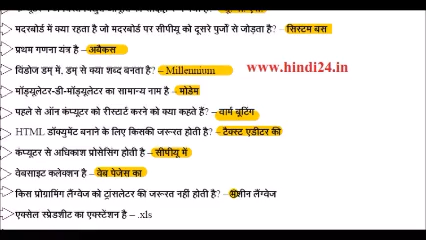 मदरबोर्ड में क्या रहता है जो मदरबोर्ड पर सीपीयू को दूसरे पुर्जो से जोड़ता है? – सिस्टम बस
प्रथम गणना यंत्र है – अबैकस
विंडोज डम् में, डम् से क्या शब्द बनता है? – Millennium
www.hindi24.in
मॉड्यूलेटर-डी-मॉड्यूलेटर का सामान्य नाम है – मोडेम
पहले से ऑन कंप्यूटर को रीस्टार्ट करने को क्या कहते हैं? – वार्म बूटिंग
HTML डॉक्यूमेंट बनाने के लिए किसकी जरूरत होती है? – टैक्स्ट एडीटर की
कंप्यूटर से अधिकाश प्रोसेसिंग होती है – सीपीयू में
वेबसाइट कलेक्शन है – वेब पेजेस का
किस प्रोग्रामिंग लैंग्वेज को ट्रांसलेटर की जरूरत नहीं होती है? – मशीन लैंग्वेज
एक्सेल स्प्रेडशीट का एक्स्टेंशन है – .xls